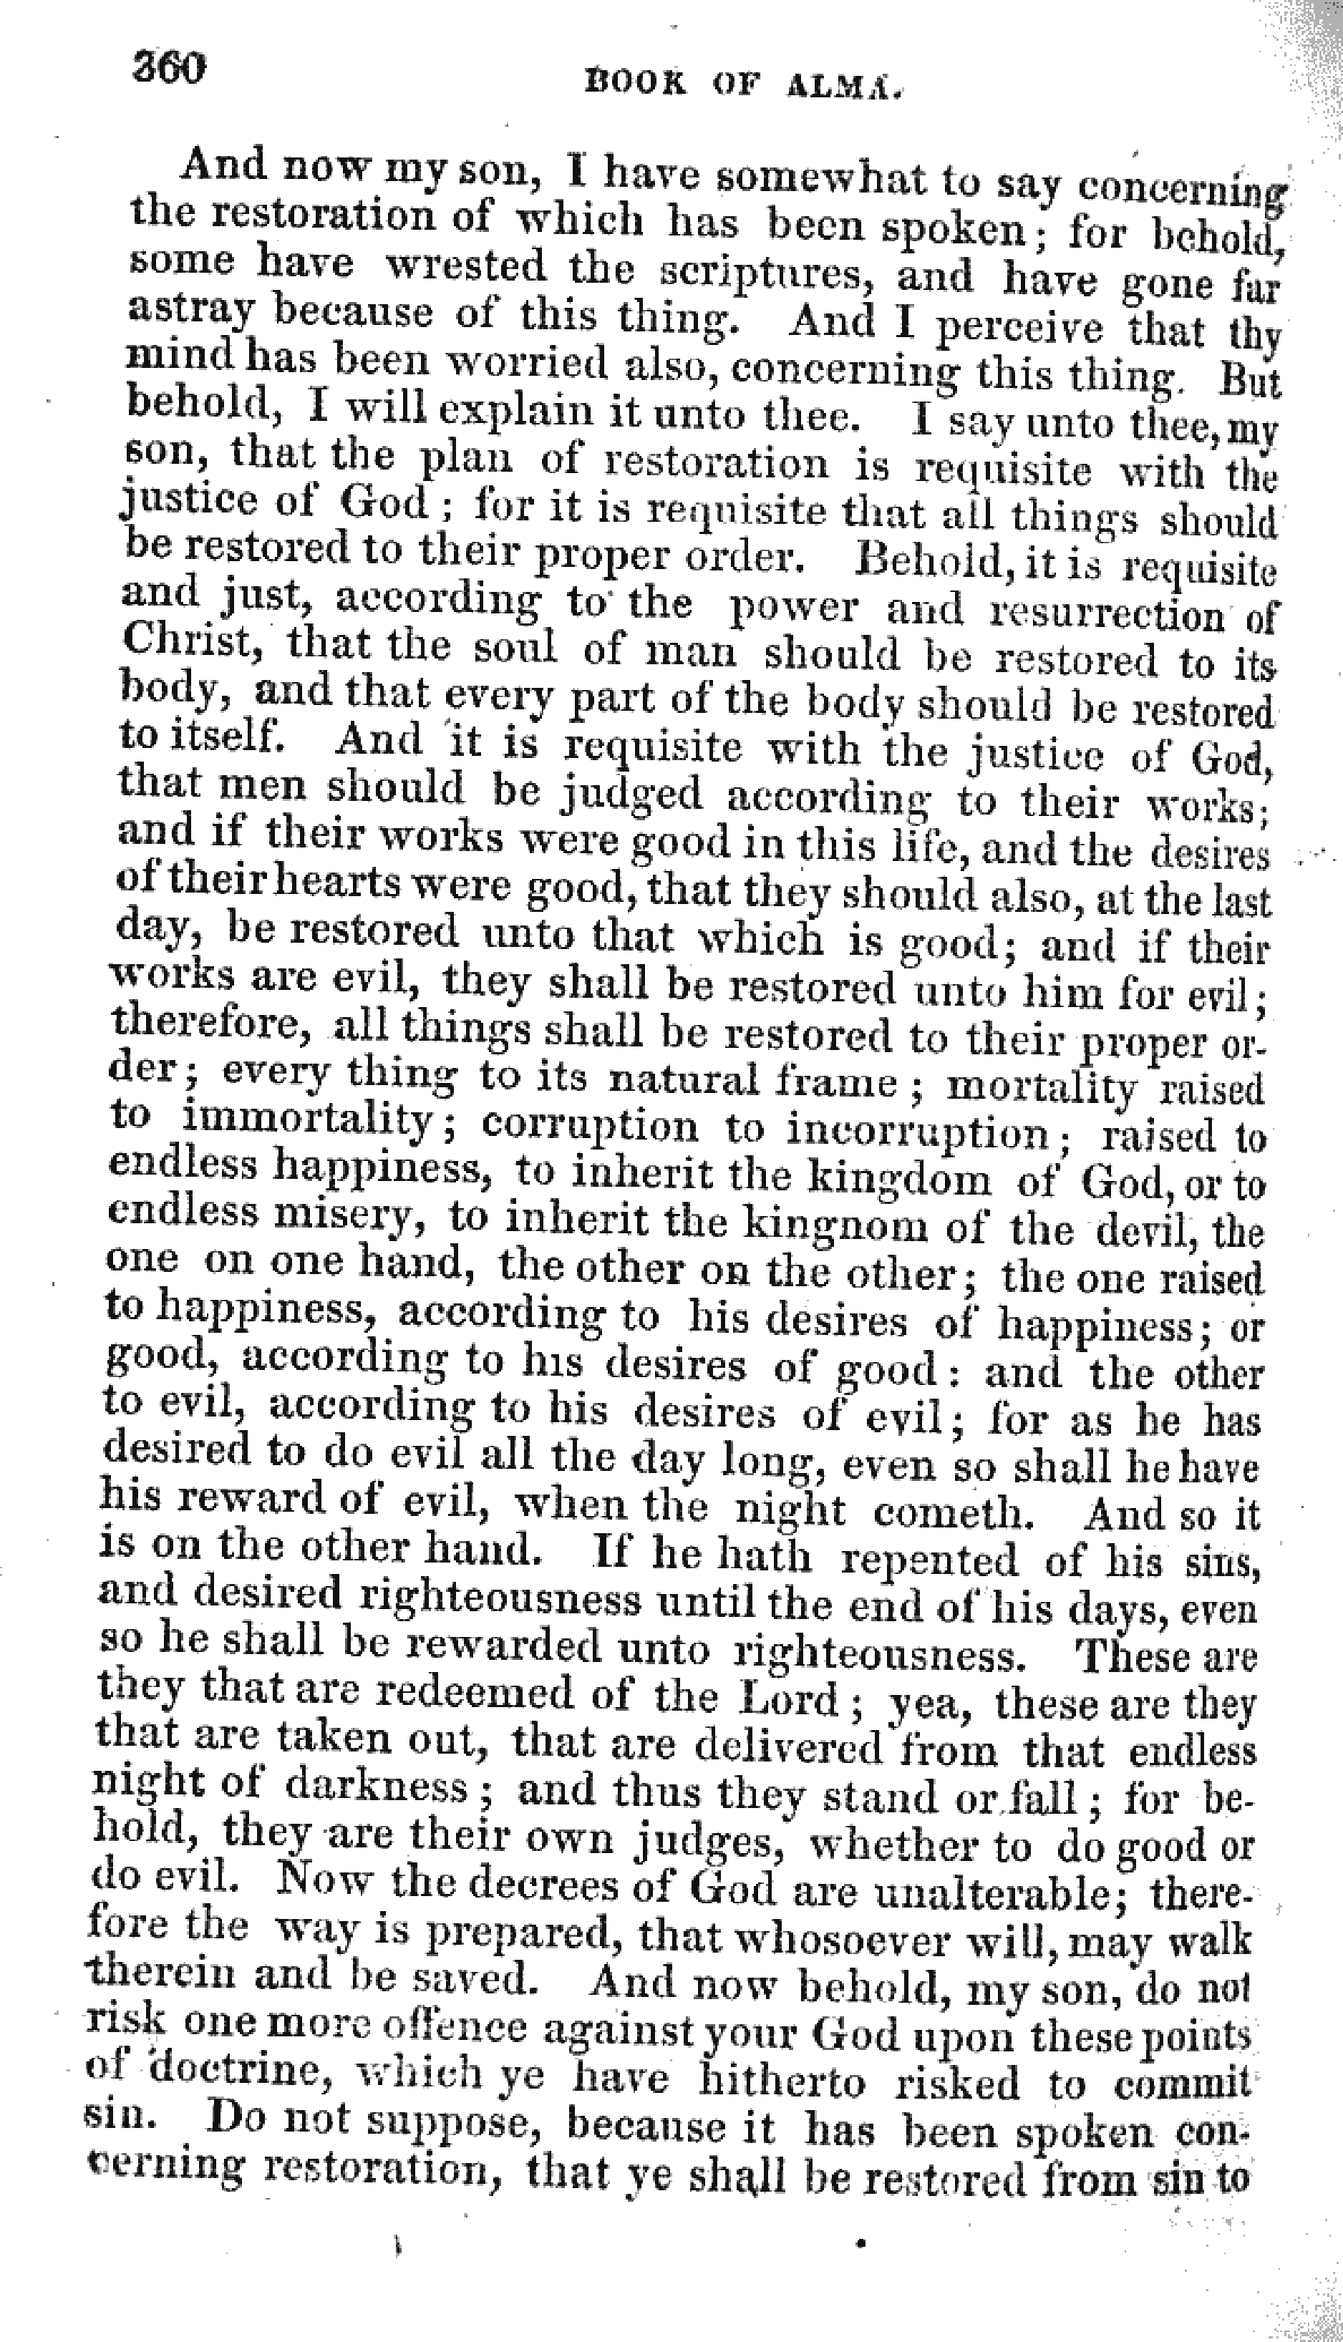 360
BOOK OF ALMA.
And now my son, I have somewhat to say concerning
the restoration of which has been spoken; for behold,
some have wrested the scriptures, and have gone far
astray because of this thing. And I perceive that thy
mind has been worried also, concerning this thing. But
behold, I will explain it unto thee. I say unto thee, my
son, that the plan of restoration is requisite with the
justice of God; for it is requisite that all things should
be restored to their proper order. Behold, it is requisite
and just, according to the power and resurrection of
Christ, that the soul of man should be restored to its
body, and that every part of the body should be restored
to itself. And it is requisite with the justice of God,
that men should be judged according to their works;
and if their works were good in this life, and the desires
of their hearts were good, that they should also, at the last
day, be restored unto that which is good; and if their
works are evil, they shall be restored unto him for evil;
therefore, all things shall be restored to their proper or-
der; every thing to its natural frame; mortality raised
to immortality; corruption to incorruption; raised to
endless happiness, to inherit the kingdom of God, or to
endless misery, to inherit the kingnom of the devil, the
one on one hand, the other on the other; the one raised
to happiness, according to his desires of happiness; or
good, according to his desires of good: and the other
to evil, according to his desires of evil; for as he has
desired to do evil all the day long, even so shall he have
his reward of evil, when the night cometh. And so it
is on the other hand. If he hath repented of his sins,
and desired righteousness until the end of his days, even
so he shall be rewarded unto righteousness. These are
they that are redeemed of the Lord; yea, these are they
that are taken out, that are delivered from that endless
night of darkness; and thus they stand or fall; for be-
hold, they are their own judges, whether to do good or
do evil. Now the decrees of God are unalterable; there-
fore the way is prepared, that whosoever will, may walk
therein and be saved. And now behold, my son, do not
risk one more offence against your God upon these points
of doctrine, which ye have hitherto risked to commit
sin. Do not suppose, because it has been spoken con-
cerning restoration, that ye shall be restored from sin to